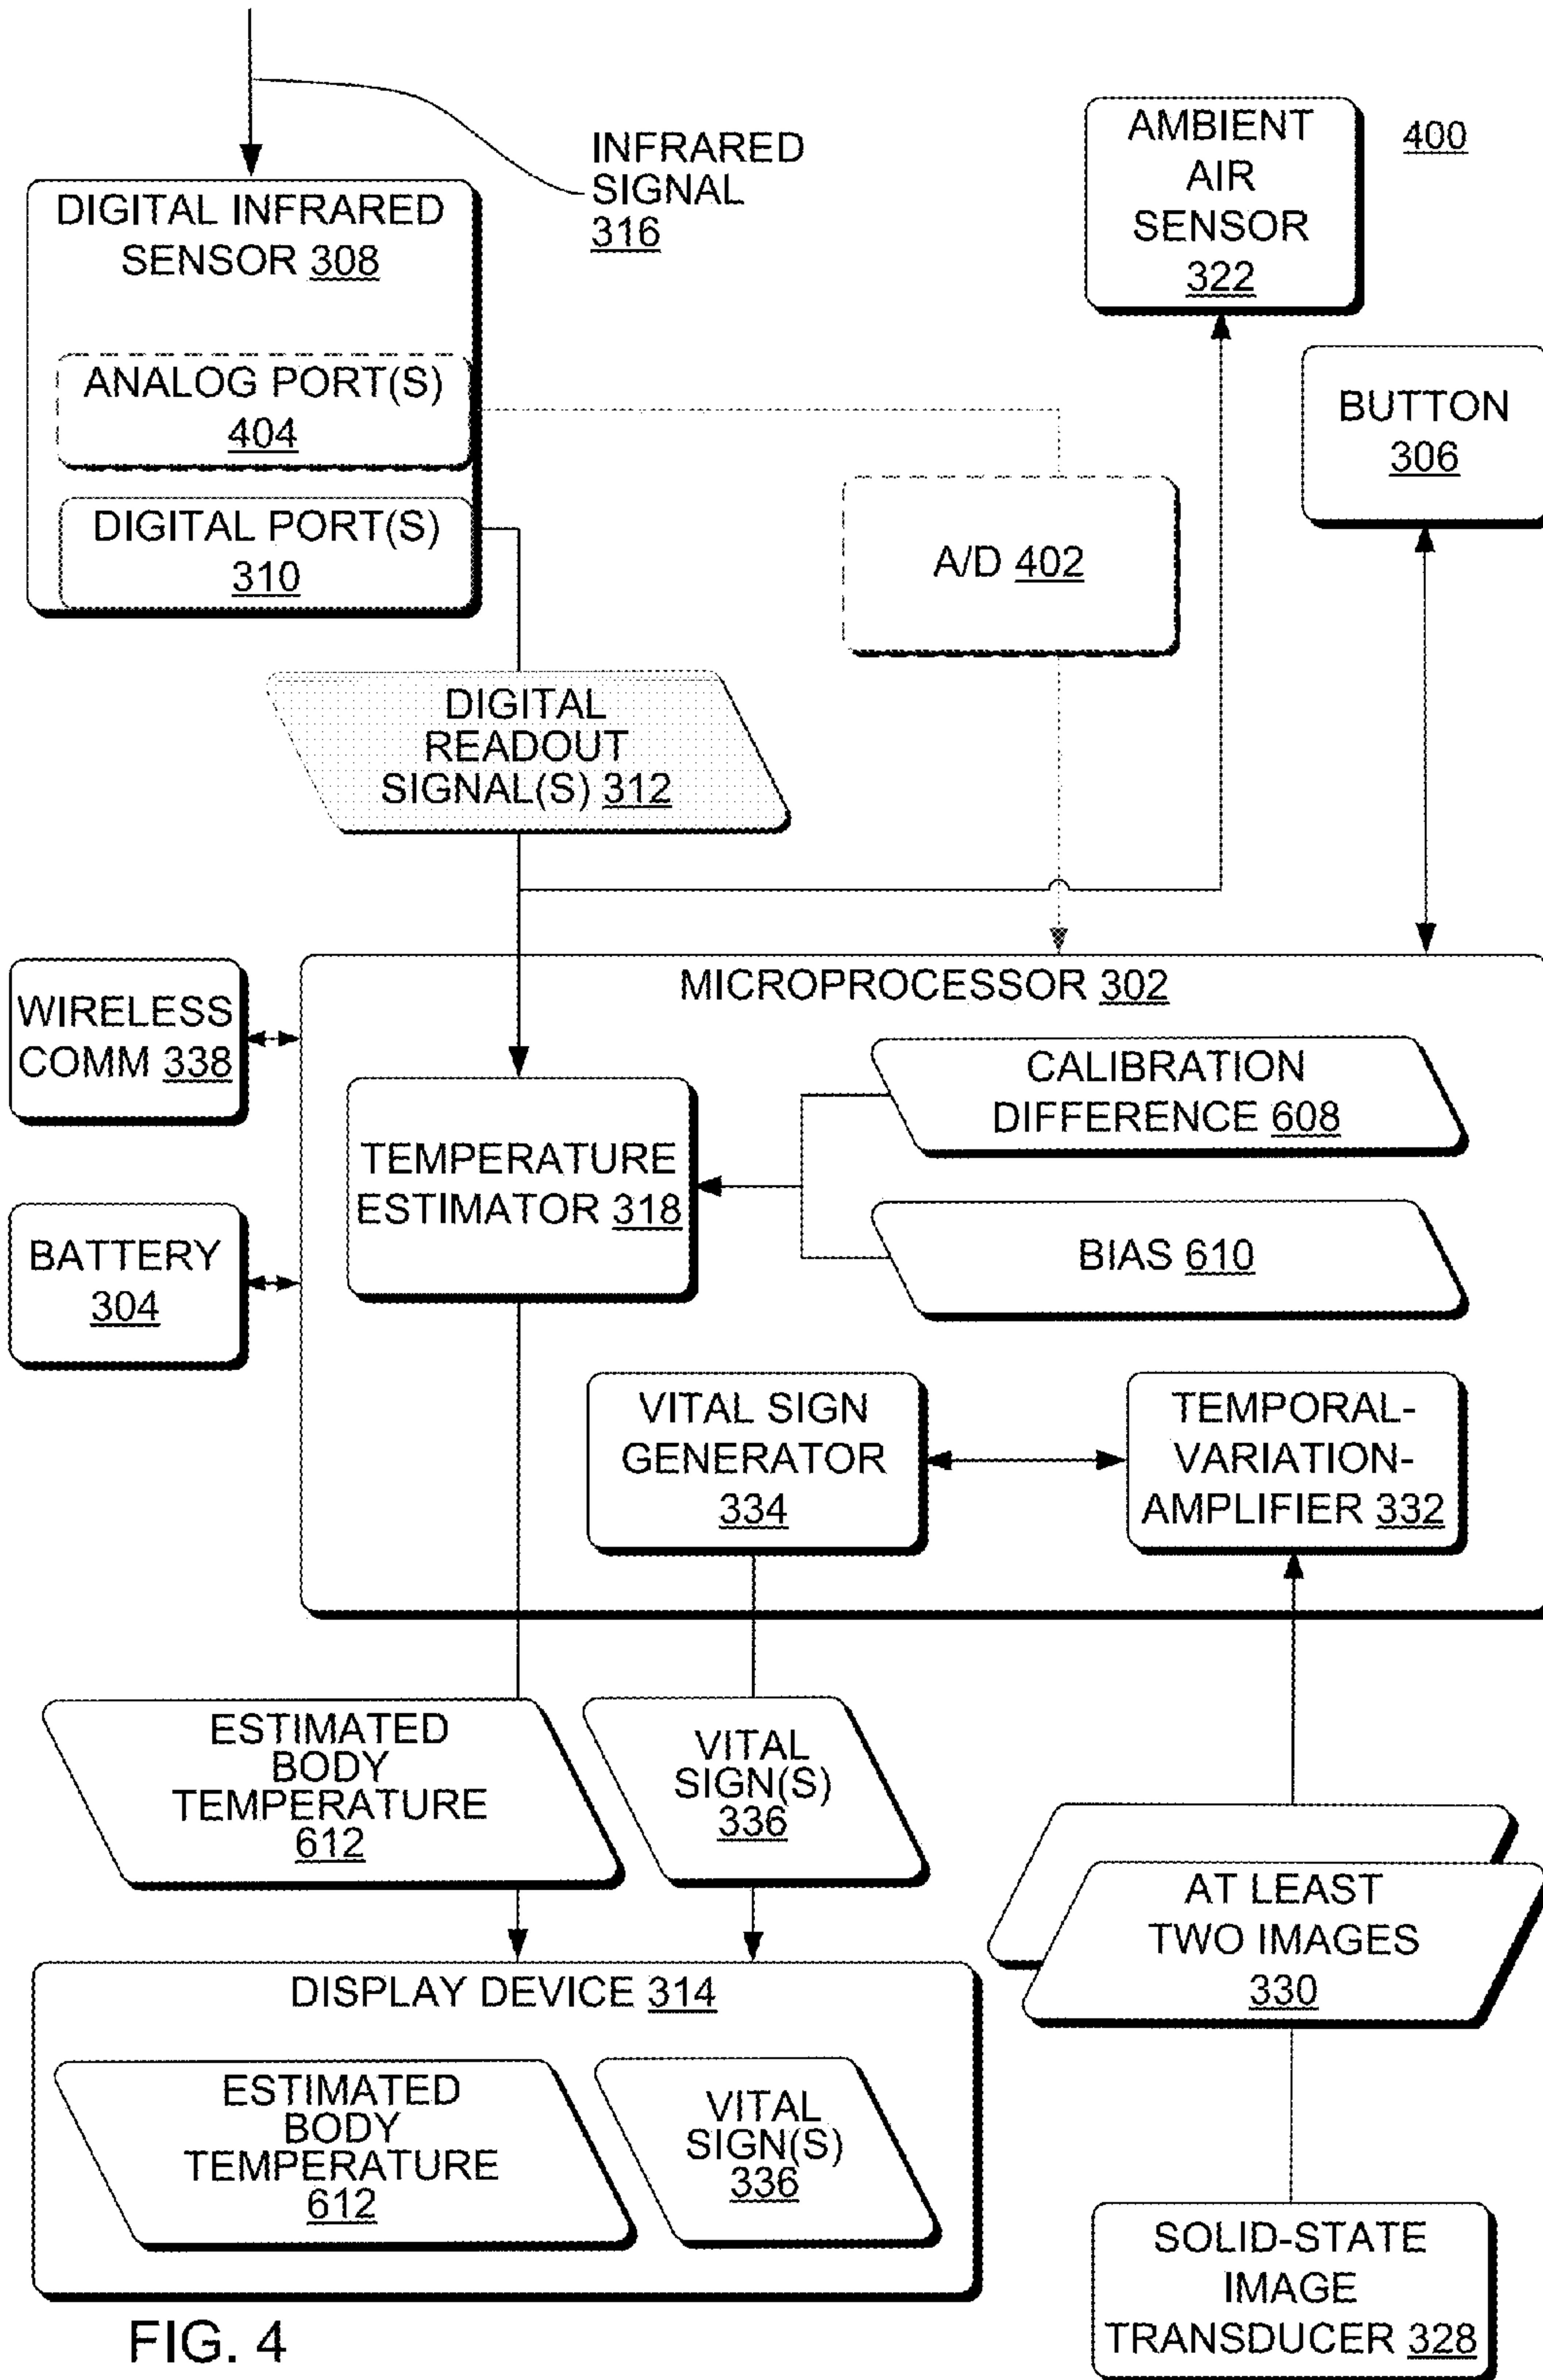 INFRARED
SIGNAL
316
AMBIENT
AIR
SENSOR
322
400
DIGITAL INFRARED
SENSOR 308
ANALOG PORT(S)
404
DIGITAL PORT(S)
310
BUTTON
306
A/D 402
DIGITAL
READOUT
SIGNAL(S) 312
MICROPROCESSOR 302
WIRELESS
COMM 338
CALIBRATION
DIFFERENCE 608
TEMPERATURE
ESTIMATOR 318
BATTERY
304
BIAS 610
VITAL SIGN
GENERATOR
334
TEMPORAL-
VARIATION-
AMPLIFIER 332
ESTIMATED
BODY
TEMPERATURE
612
VITAL
SIGN(S)
336
AT LEAST
TWO IMAGES
330
DISPLAY DEVICE 314
ESTIMATED
BODY
TEMPERATURE
612
VITAL
SIGN(S)
336
SOLID-STATE
IMAGE
TRANSDUCER 328
FIG. 4